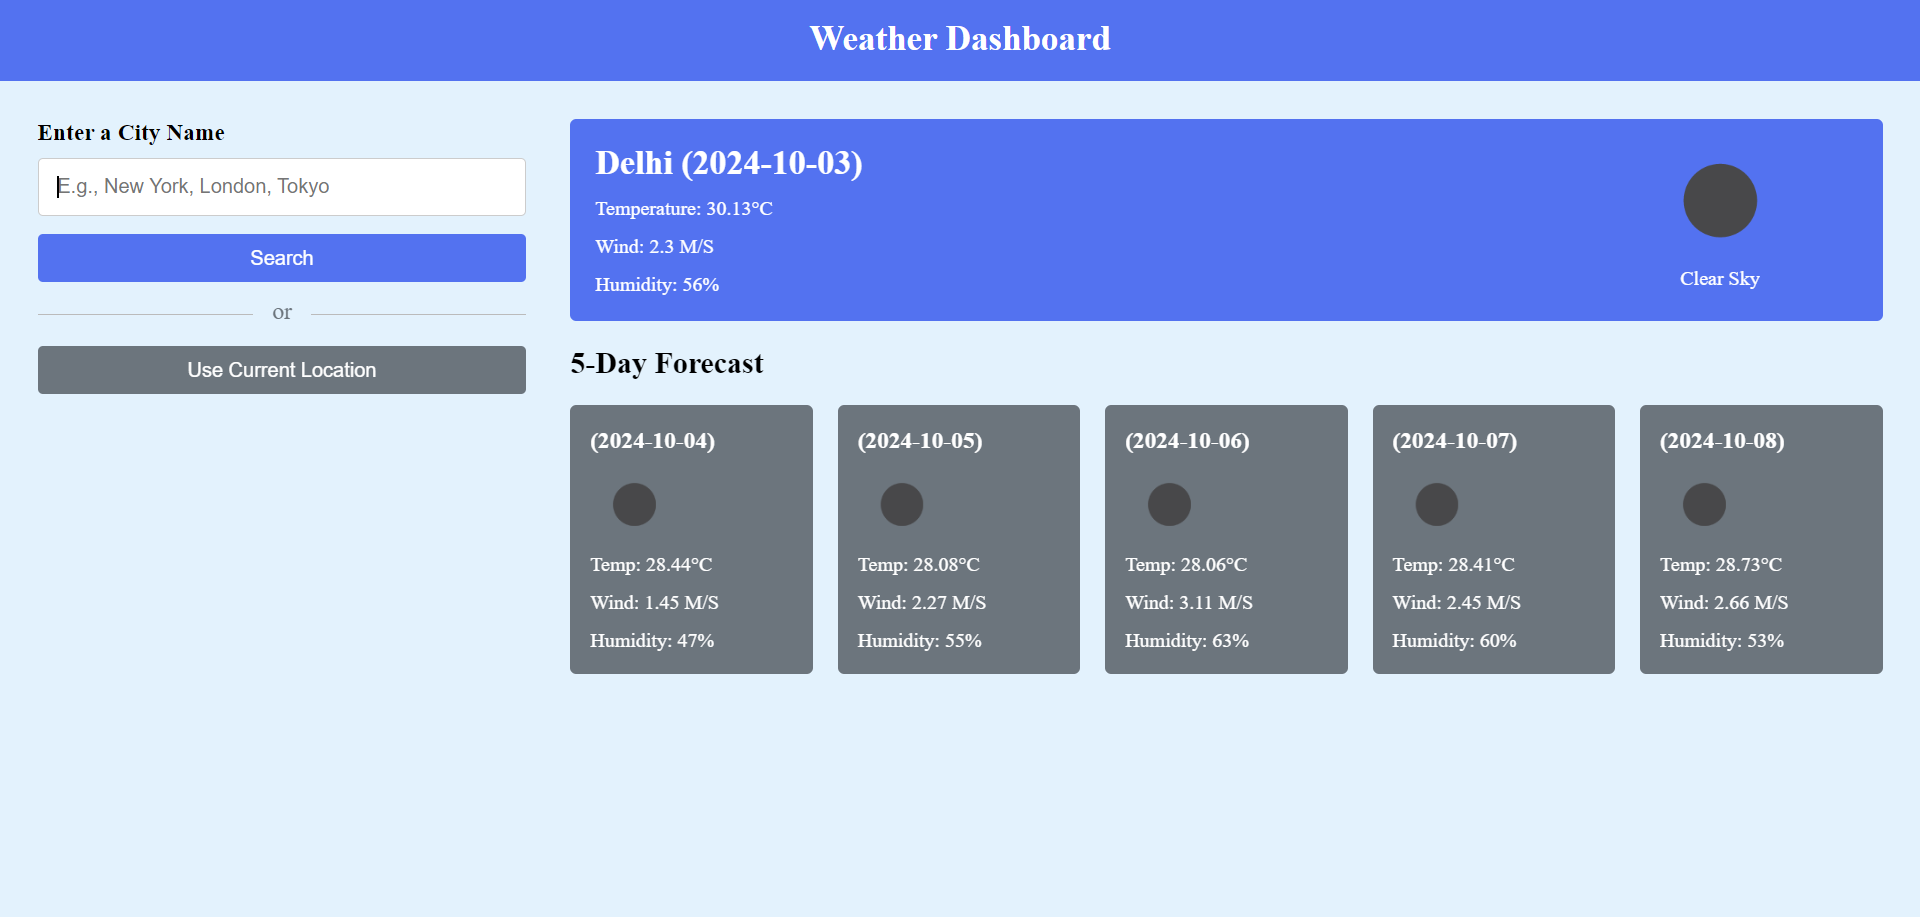 Weather Dashboard
Enter a City Name
E.g., New York, London, Tokyo
Search
or
Use Current Location
Delhi (2024-10-03)
Temperature: 30.13°C
Wind: 2.3 M/S
Humidity: 56%
Clear Sky
5-Day Forecast
(2024-10-04)
Temp: 28.44°C
Wind: 1.45 M/S
Humidity: 47%
(2024-10-05)
Temp: 28.08°C
Wind: 2.27 M/S
Humidity: 55%
(2024-10-06)
Temp: 28.06°C
Wind: 3.11 M/S
Humidity: 63%
(2024-10-07)
Temp: 28.41°C
Wind: 2.45 M/S
Humidity: 60%
(2024-10-08)
Temp: 28.73°C
Wind: 2.66 M/S
Humidity: 53%